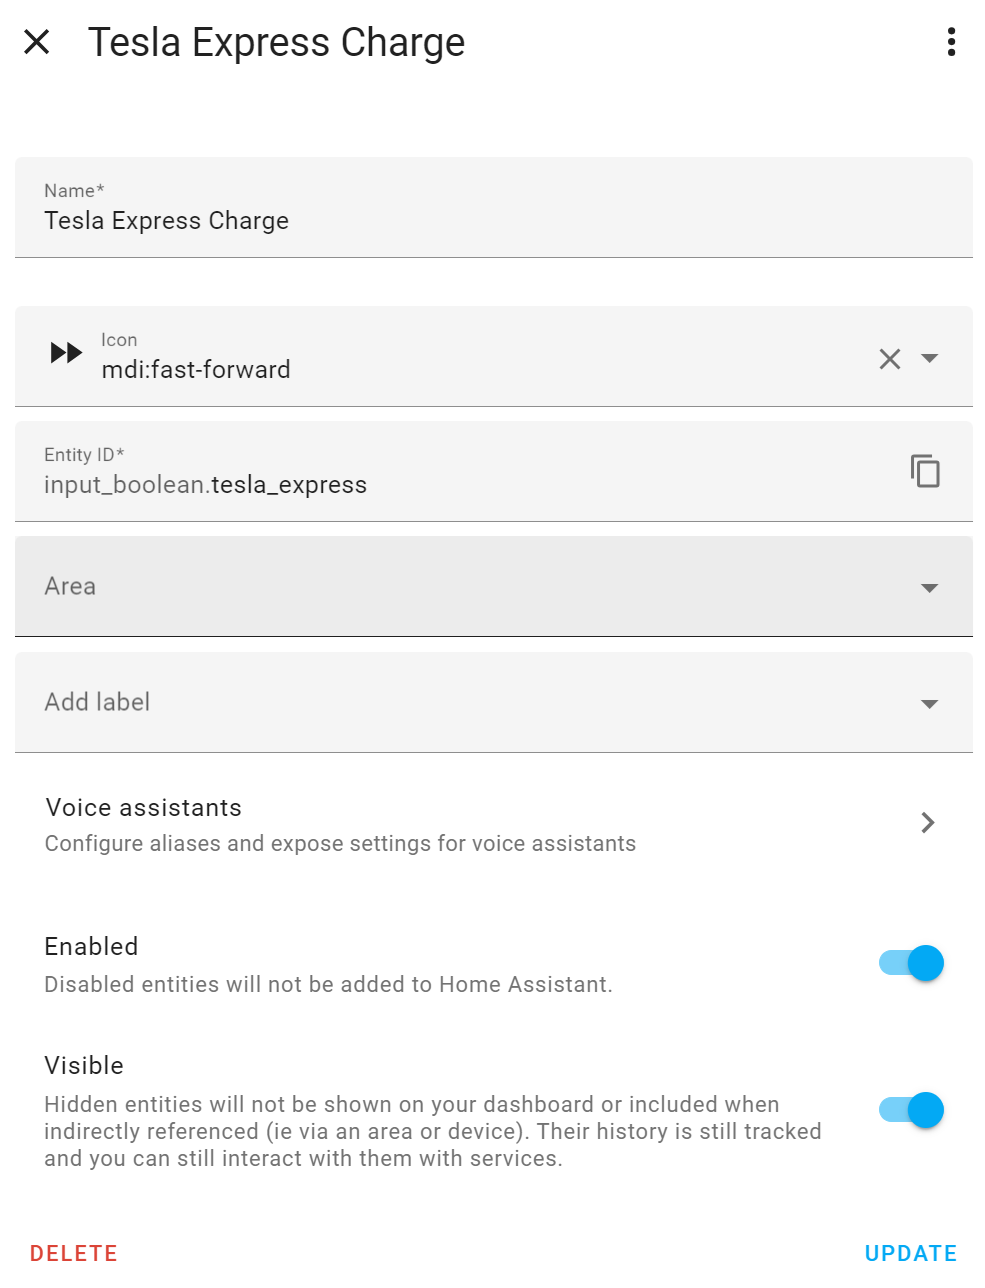 Tesla Express Charge
Name*
Tesla Express Charge
Icon
mdi:fast-forward
Entity ID*
input_boolean.tesla_express
Area
Add label
Voice assistants
Configure aliases and expose settings for voice assistants
Enabled
Disabled entities will not be added to Home Assistant.
Visible
Hidden entities will not be shown on your dashboard or included when
indirectly referenced (ie via an area or device). Their history is still tracked
and you can still interact with them with services.
DELETE
UPDATE